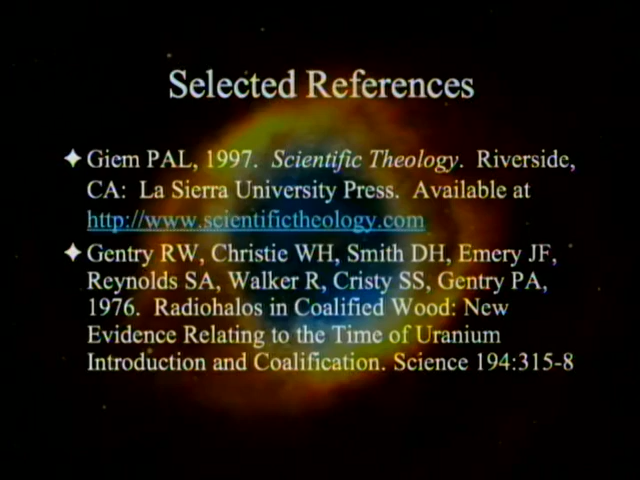 Selected References
✦ Giem PAL, 1997. Scientific Theology. Riverside,
CA: La Sierra University Press. Available at
http://www.scientifictheology.com
✦ Gentry RW, Christie WH, Smith DH, Emery JF,
Reynolds SA, Walker R, Cristy SS, Gentry PA,
1976. Radiohalos in Coalified Wood: New
Evidence Relating to the Time of Uranium
Introduction and Coalification. Science 194:315-8